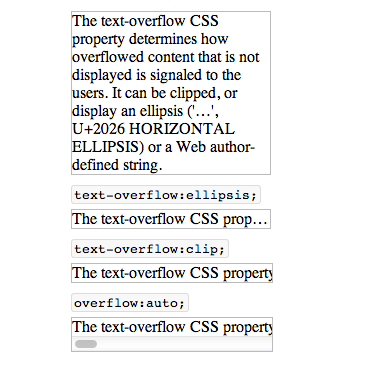 The text-overflow CSS
property determines how
overflowed content that is not
displayed is signaled to the
users. It can be clipped, or
display an ellipsis ('…',
U+2026 HORIZONTAL
ELLIPSIS) or a Web author-
defined string.
text-overflow:ellipsis;
The text-overflow CSS prop…
text-overflow:clip;
The text-overflow CSS property
overflow:auto;
The text-overflow CSS property